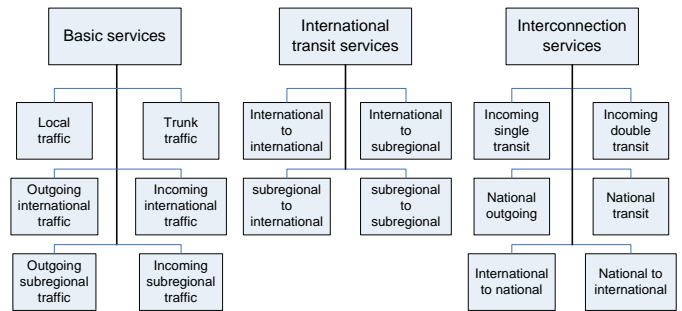 Basic services
Local
traffic
Trunk
traffic
Outgoing
international
traffic
Incoming
international
traffic
Outgoing
subregional
traffic
Incoming
subregional
traffic
International
transit services
International
to
international
International
to
subregional
subregional
to
international
subregional
to
subregional
Interconnection
services
Incoming
single
transit
Incoming
double
transit
National
outgoing
National
transit
International
to national
National to
international